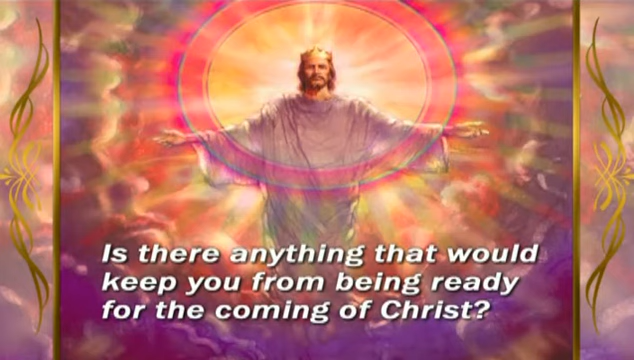 Is there anything that would
keep you from being ready
for the coming of Christ?